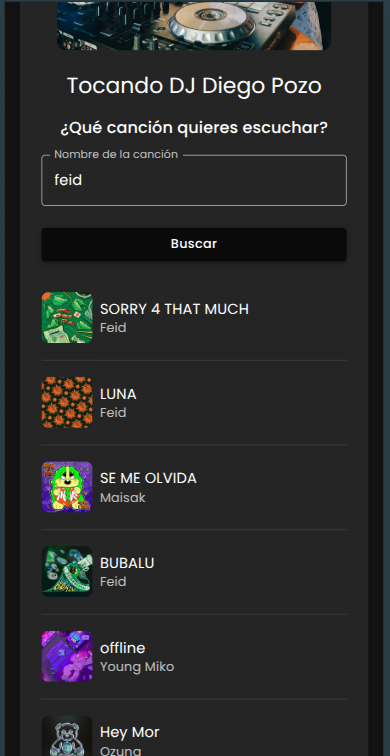 Tocando DJ Diego Pozo
¿Qué canción quieres escuchar?
Nombre de la canción
feid
Buscar
SORRY 4 THAT MUCH
Feid
LUNA
Feid
SE ME OLVIDA
Maisak
BUBALU
Feid
offline
Young Miko
Hey Mor
Ozuna